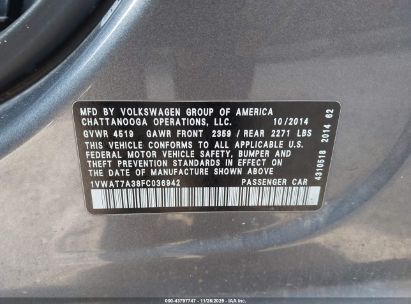 MFD. BY VOLKSWAGEN GROUP OF AMERICA
CHATTANOOGA OPERATIONS, LLC. 10/2014
GVWR 4519 GAWR FRONT 2359 / REAR 2271 LBS
THIS VEHICLE CONFORMS TO ALL APPLICABLE U.S.
FEDERAL MOTOR VEHICLE SAFETY, BUMPER AND
THEFT PREVENTION STANDARDS IN EFFECT ON
THE DATE OF MANUFACTURE SHOWN ABOVE
1VWAT7A38FC036942 PASSENGER CAR
4310518 2014 62